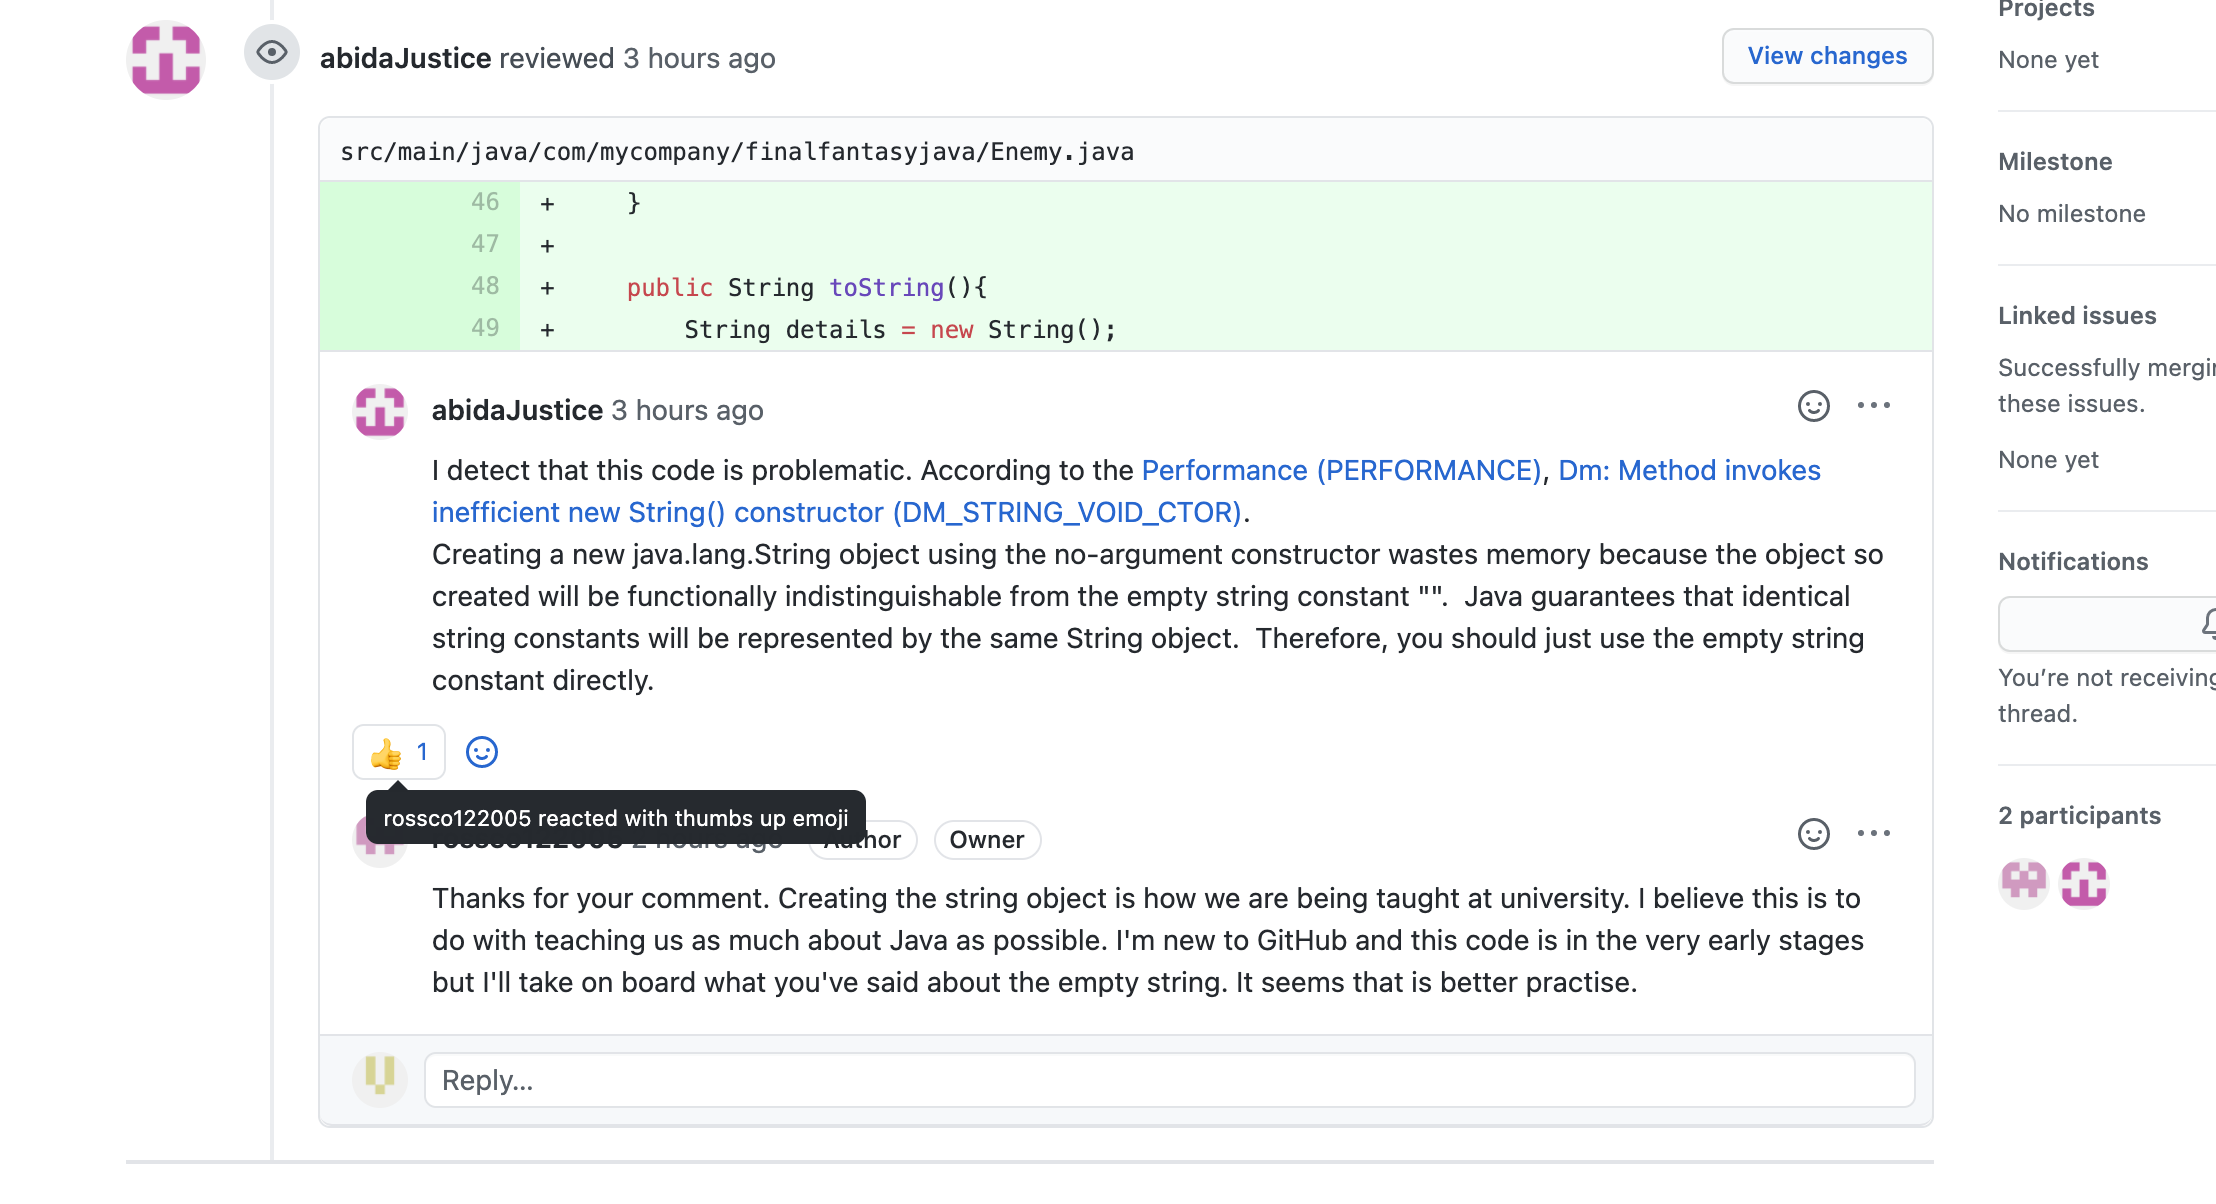 Projects
abidaJustice reviewed 3 hours ago
View changes
None yet
src/main/java/com/mycompany/finalfantasyjava/Enemy.java
46 + }
47 +
48 + public String toString(){
49 + String details = new String();
Milestone
No milestone
Linked issues
Successfully
these issues.
None yet
abidaJustice 3 hours ago
I detect that this code is problematic. According to the Performance (PERFORMANCE), Dm: Method invokes
inefficient new String() constructor (DM_STRING_VOID_CTOR).
Creating a new java.lang.String object using the no-argument constructor wastes memory because the object so
created will be functionally indistinguishable from the empty string constant "".  Java guarantees that identical
string constants will be represented by the same String object.  Therefore, you should just use the empty string
constant directly.
Notifications
You’re not receiving
thread.
1
rossco122005 reacted with thumbs up emoji
rossco122005 2 hours ago Author Owner
Thanks for your comment. Creating the string object is how we are being taught at university. I believe this is to
do with teaching us as much about Java as possible. I'm new to GitHub and this code is in the very early stages
but I'll take on board what you've said about the empty string. It seems that is better practise.
2 participants
Reply...